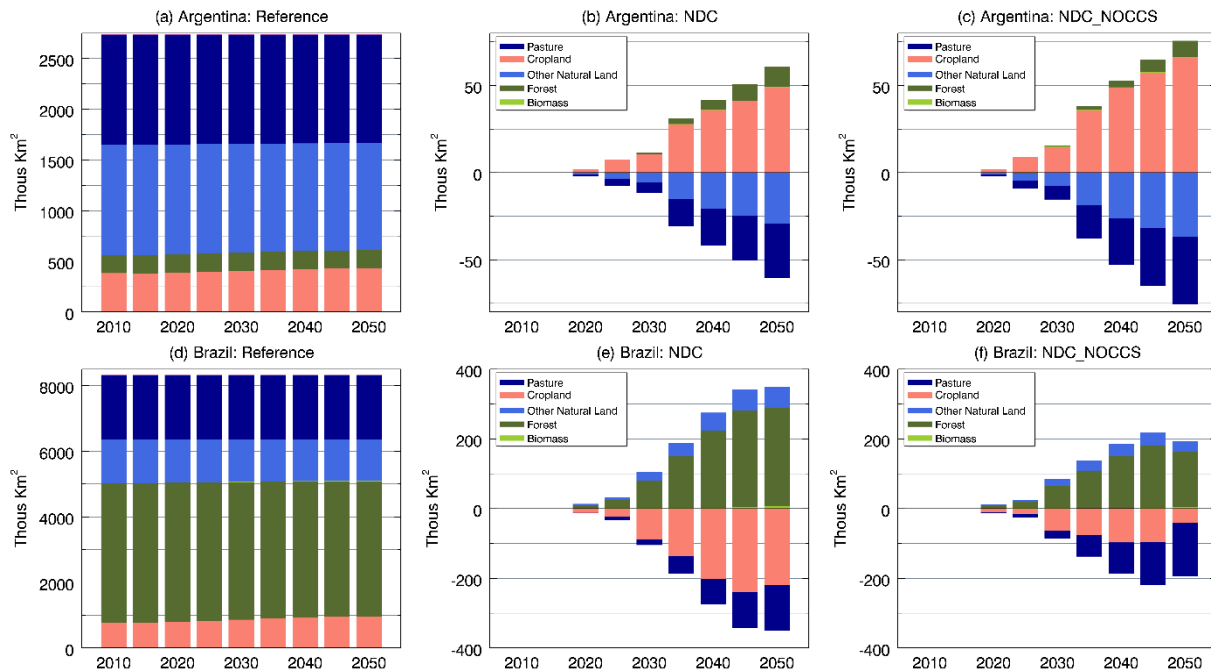 (a) Argentina: Reference
Thous Km²
2500
2000
1500
1000
500
0
2010 2020 2030 2040 2050
(b) Argentina: NDC
Thous Km²
50
0
-50
Pasture
Cropland
Other Natural Land
Forest
Biomass
2010 2020 2030 2040 2050
(c) Argentina: NDC_NOCCS
Thous Km²
50
0
-50
Pasture
Cropland
Other Natural Land
Forest
Biomass
2010 2020 2030 2040 2050
(d) Brazil: Reference
Thous Km²
8000
6000
4000
2000
0
2010 2020 2030 2040 2050
(e) Brazil: NDC
Thous Km²
400
200
0
-200
-400
Pasture
Cropland
Other Natural Land
Forest
Biomass
2010 2020 2030 2040 2050
(f) Brazil: NDC_NOCCS
Thous Km²
400
200
0
-200
-400
Pasture
Cropland
Other Natural Land
Forest
Biomass
2010 2020 2030 2040 2050